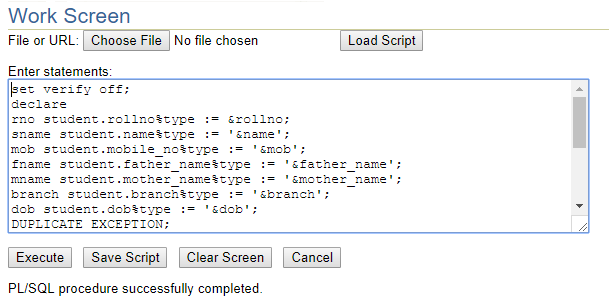 Work Screen
File or URL: Choose File No file chosen Load Script
Enter statements:
set verify off;
declare
rno student.rollno%type := &rollno;
sname student.name%type := '&name';
mob student.mobile_no%type := '&mob';
fname student.father_name%type := '&father_name';
mname student.mother_name%type := '&mother_name';
branch student.branch%type := '&branch';
dob student.dob%type := '&dob';
DUPLICATE EXCEPTION;
Execute Save Script Clear Screen Cancel
PL/SQL procedure successfully completed.